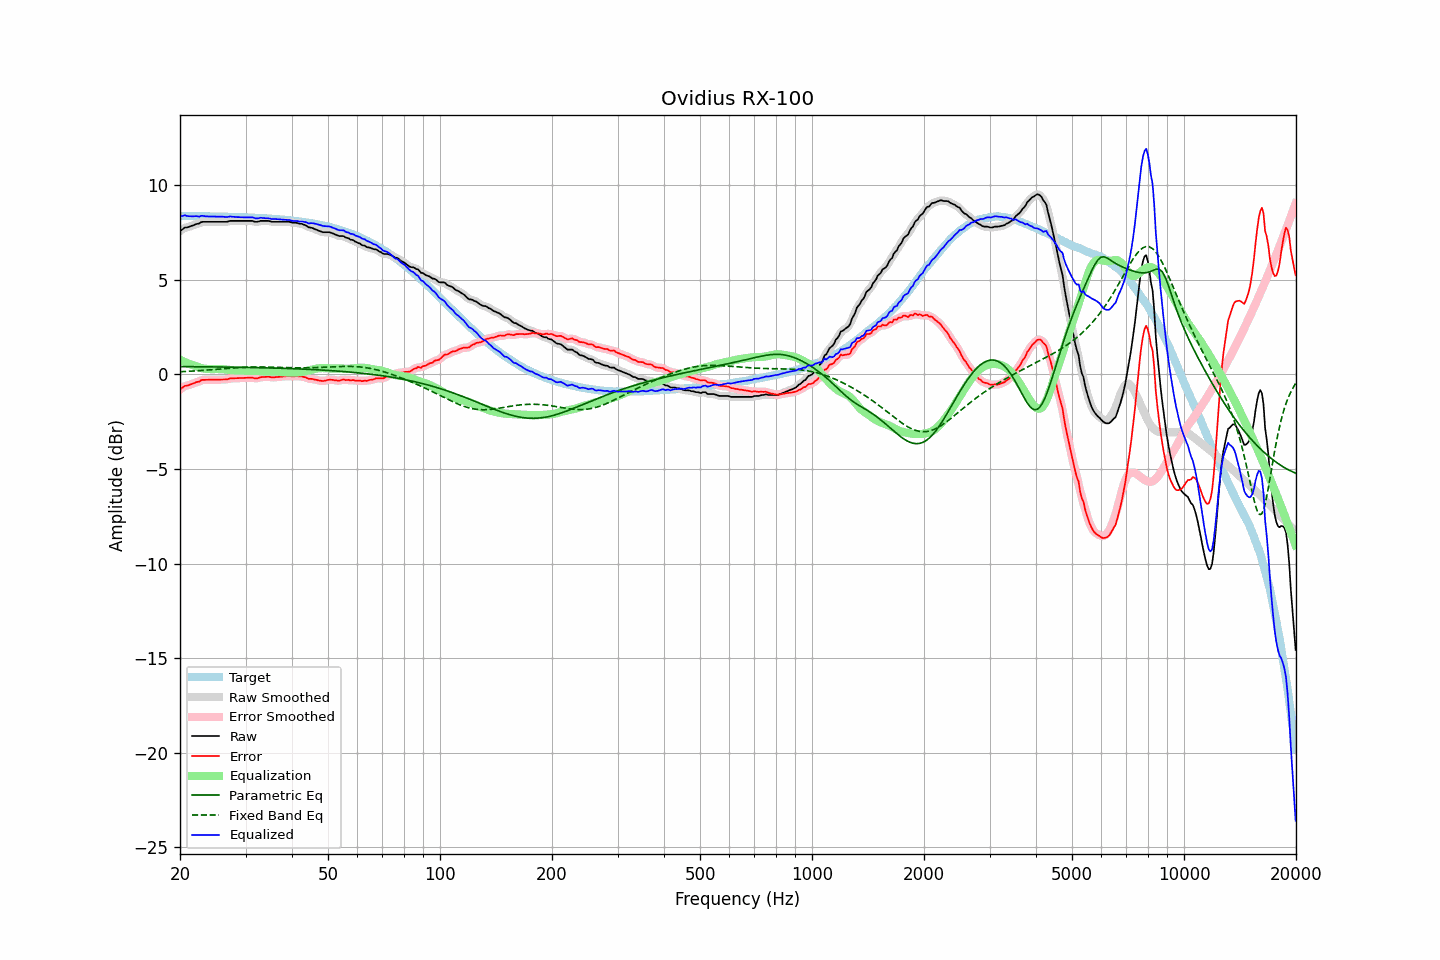 Ovidius RX-100
Amplitude (dBr)
10
5
0
−5
−10
−15
−20
−25
Target
Raw Smoothed
Error Smoothed
Raw
Error
Equalization
Parametric Eq
Fixed Band Eq
Equalized
20 50 100 200 500 1000 2000 5000 10000 20000
Frequency (Hz)